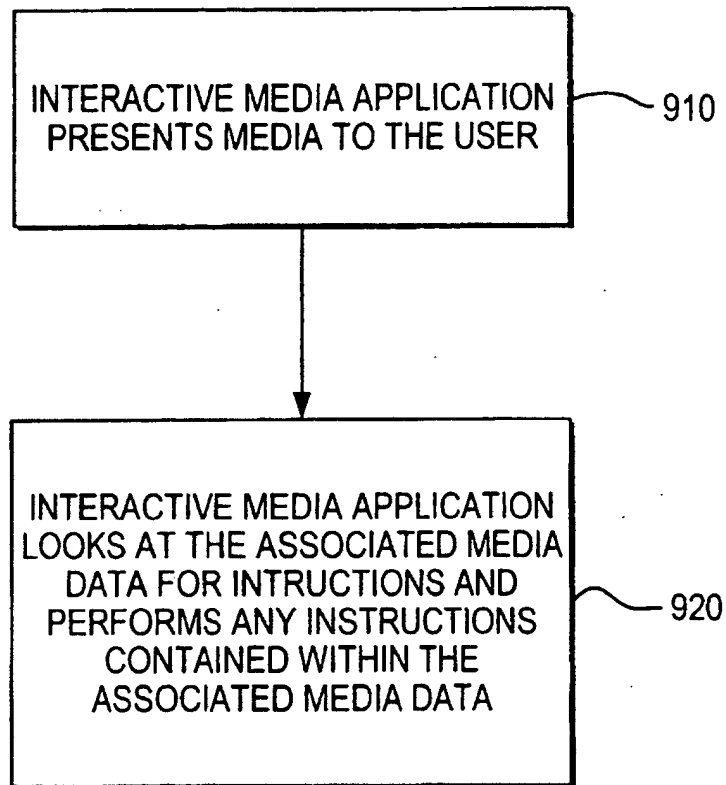 INTERACTIVE MEDIA APPLICATION
PRESENTS MEDIA TO THE USER
910
INTERACTIVE MEDIA APPLICATION
LOOKS AT THE ASSOCIATED MEDIA
DATA FOR INTRUCTIONS AND
PERFORMS ANY INSTRUCTIONS
CONTAINED WITHIN THE
ASSOCIATED MEDIA DATA
920